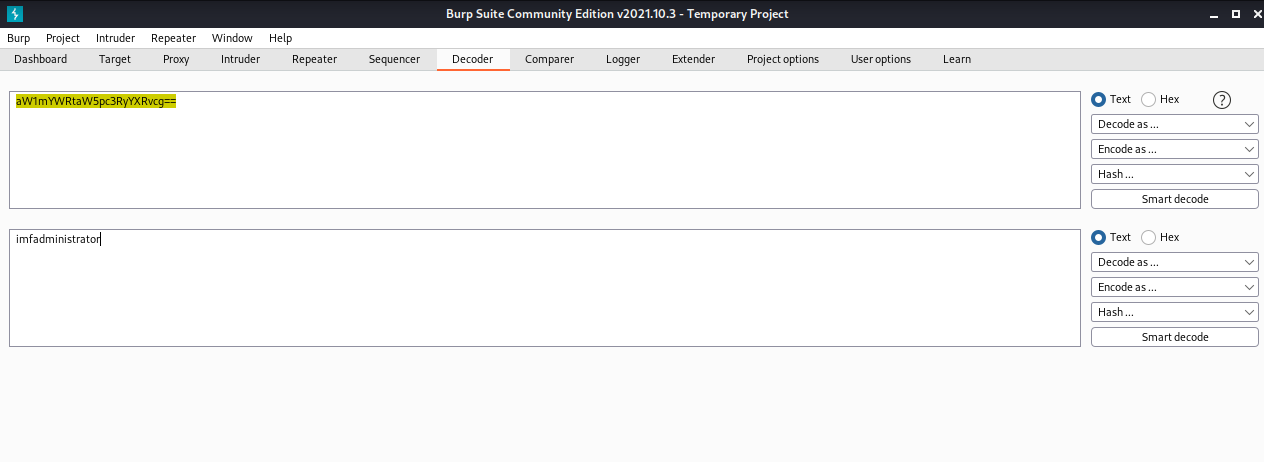 Burp Suite Community Edition v2021.10.3 - Temporary Project
Burp Project Intruder Repeater Window Help
Dashboard Target Proxy Intruder Repeater Sequencer Decoder Comparer Logger Extender Project options User options Learn
aW1mYWRtaW5pc3RyYXRvcg==
Text Hex ?
Decode as ...
Encode as ...
Hash ...
Smart decode
imfadministrator
Text Hex
Decode as ...
Encode as ...
Hash ...
Smart decode